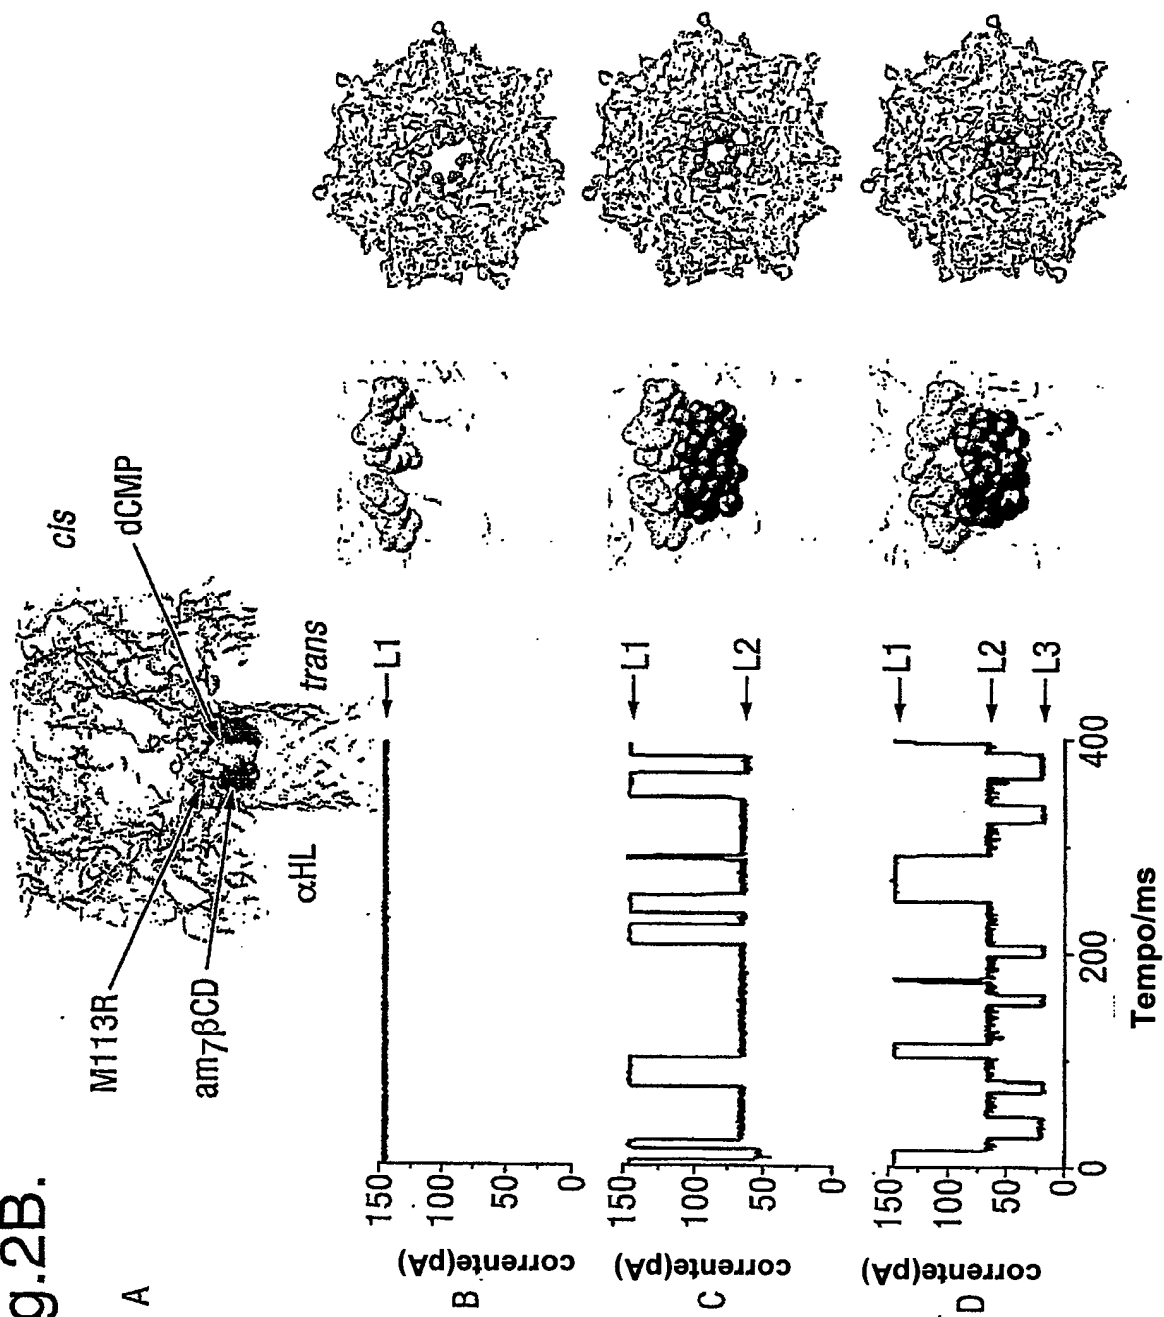 g.2B.
A
cis
dCMP
M113R
am7βCD
αHL
trans
B
corrente(pA)
150
100
50
0
L1
C
corrente(pA)
150
100
50
0
L1
L2
D
corrente(pA)
150
100
50
0
L1
L2
L3
0
200
400
Tempo/ms